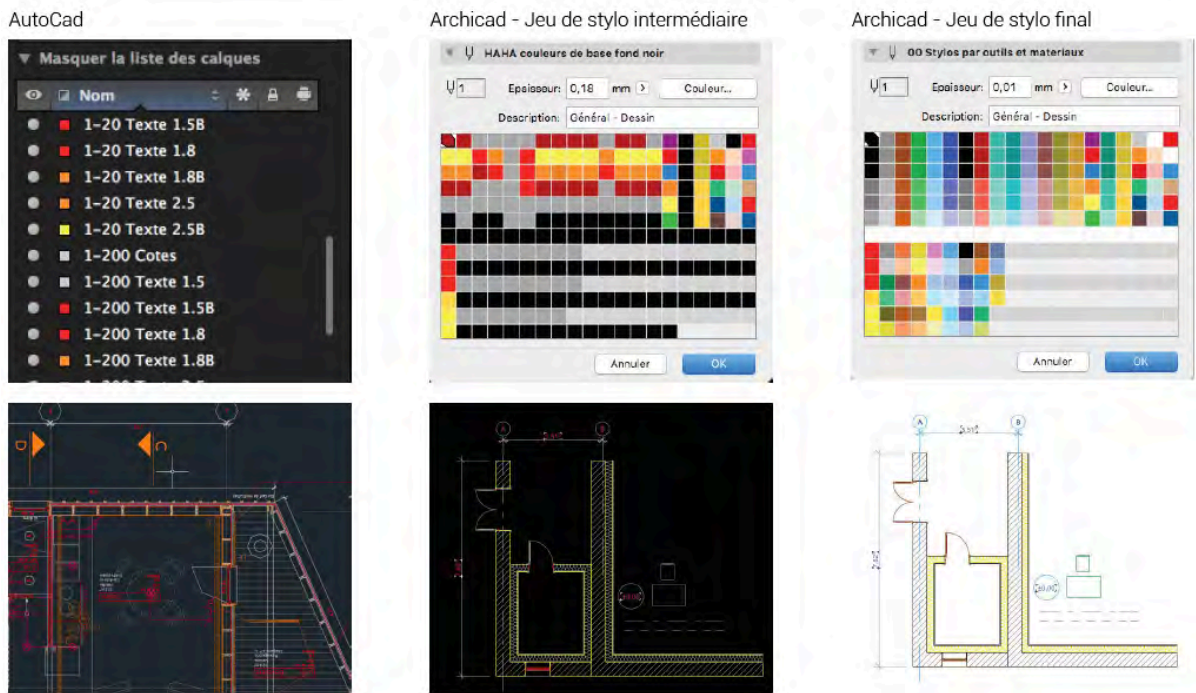 AutoCad
Masquer la liste des calques
Nom
1-20 Texte 1.5B
1-20 Texte 1.8
1-20 Texte 1.8B
1-20 Texte 2.5
1-20 Texte 2.5B
1-200 Cotes
1-200 Texte 1.5
1-200 Texte 1.5B
1-200 Texte 1.8
1-200 Texte 1.8B
D
C
Archicad - Jeu de stylo intermédiaire
HAHA couleurs de base fond noir
1
Epaisseur: 0,18 mm
Couleur...
Description: Général - Dessin
Annuler
OK
A
B
Archicad - Jeu de stylo final
00 Stylos par outils et materiaux
1
Epaisseur: 0,01 mm
Couleur...
Description: Général - Dessin
Annuler
OK
A
B